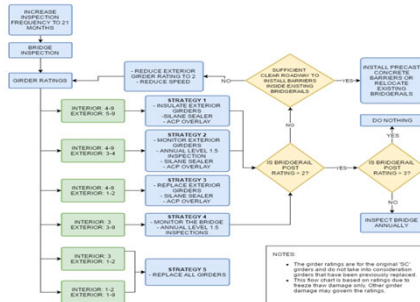 INCREASE
INSPECTION
FREQUENCY TO 21
MONTHS
BRIDGE
INSPECTION
GIRDER RATINGS
- REDUCE EXTERIOR
GIRDER RATING TO 2
- REDUCE SPEED
NO
SUFFICIENT
CLEAR ROADWAY TO
INSTALL BARRIERS
INSIDE EXISTING
BRIDGERAILS
YES
INSTALL PRECAST
CONCRETE
BARRIERS OR
RELOCATE
EXISTING
BRIDGERAILS
INTERIOR: 4-9
EXTERIOR: 5-9
STRATEGY 1
- INSULATE EXTERIOR
GIRDERS
- SILANE SEALER
- ACP OVERLAY
INTERIOR: 4-9
EXTERIOR: 3-4
STRATEGY 2
- MONITOR EXTERIOR
GIRDERS
- ANNUAL LEVEL 1.5
INSPECTION
- SILANE SEALER
- ACP OVERLAY
INTERIOR: 4-9
EXTERIOR: 1-2
STRATEGY 3
- REPLACE EXTERIOR
GIRDERS
- SILANE SEALER
- ACP OVERLAY
INTERIOR: 3
EXTERIOR: 3-9
STRATEGY 4
- MONITOR THE BRIDGE
- ANNUAL LEVEL 1.5
INSPECTIONS
INTERIOR: 3
EXTERIOR: 1-2
INTERIOR: 1-2
EXTERIOR: 1-9
STRATEGY 5
- REPLACE ALL GIRDERS
NO
IS BRIDGERAIL
POST
RATING > 2?
YES
DO NOTHING
YES
IS BRIDGERAIL
POST
RATING > 3?
NO
INSPECT BRIDGE
ANNUALLY
NOTES:
• The girder ratings are for the original 'SC'
girders and do not take into consideration
girders that have been previously replaced.
• This flow chart is based on ratings due to
freeze thaw damage only. Other girder
damage may govern the ratings.